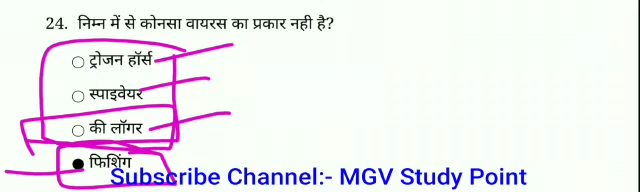 24. निम्न में से कोनसा वायरस का प्रकार नही है?
ट्रोजन हॉर्स
स्पाइवेयर
की लॉगर
फिशिंग
Subscribe Channel:- MGV Study Point